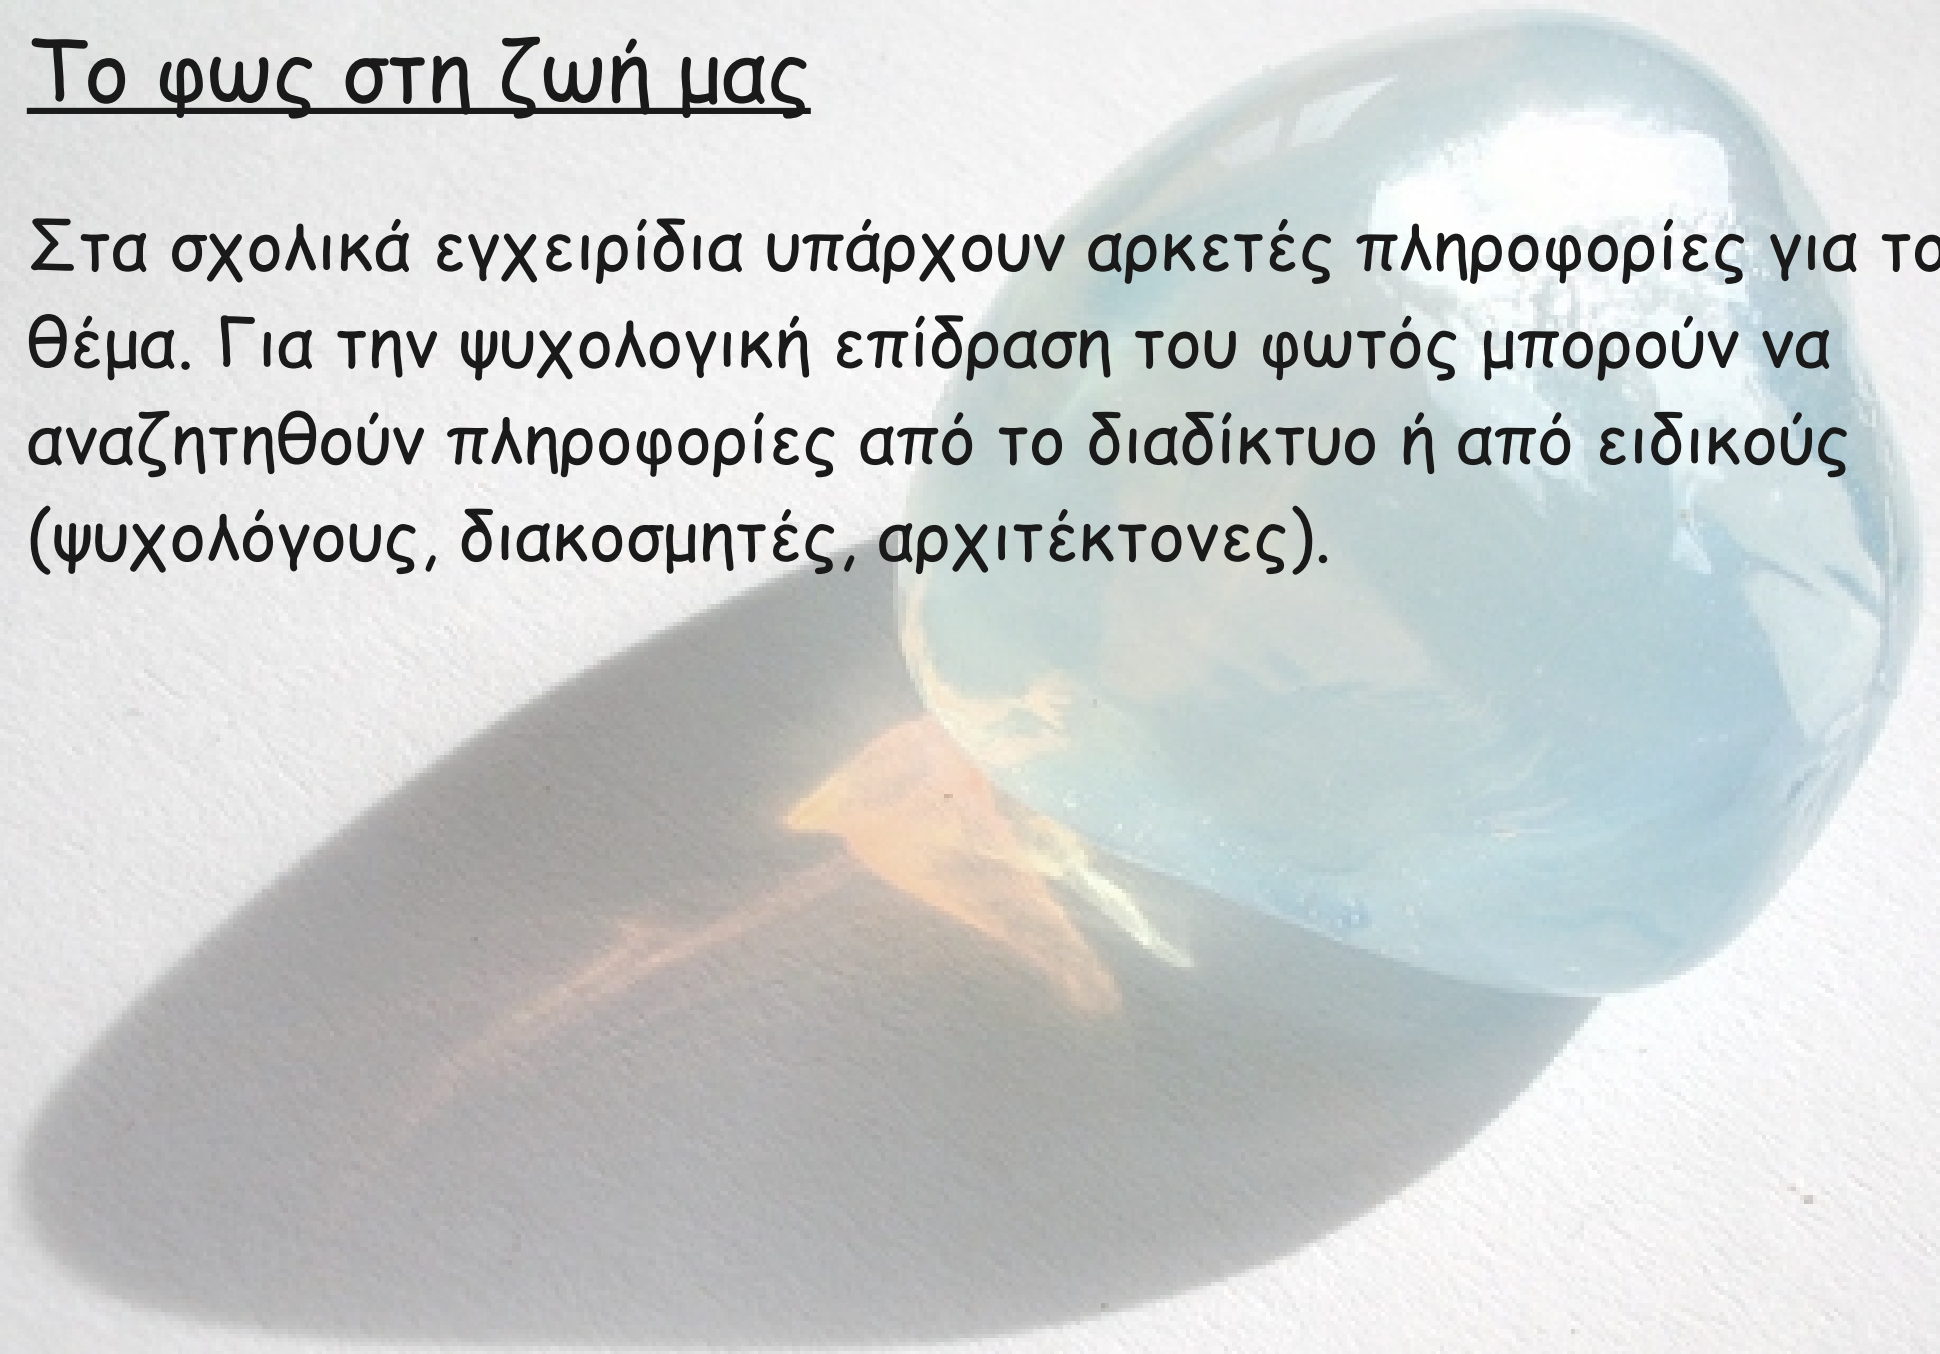 Το φως στη ζωή μας
Στα σχολικά εγχειρίδια υπάρχουν αρκετές πληροφορίες για το
θέμα. Για την ψυχολογική επίδραση του φωτός μπορούν να
αναζητηθούν πληροφορίες από το διαδίκτυο ή από ειδικούς
(ψυχολόγους, διακοσμητές, αρχιτέκτονες).